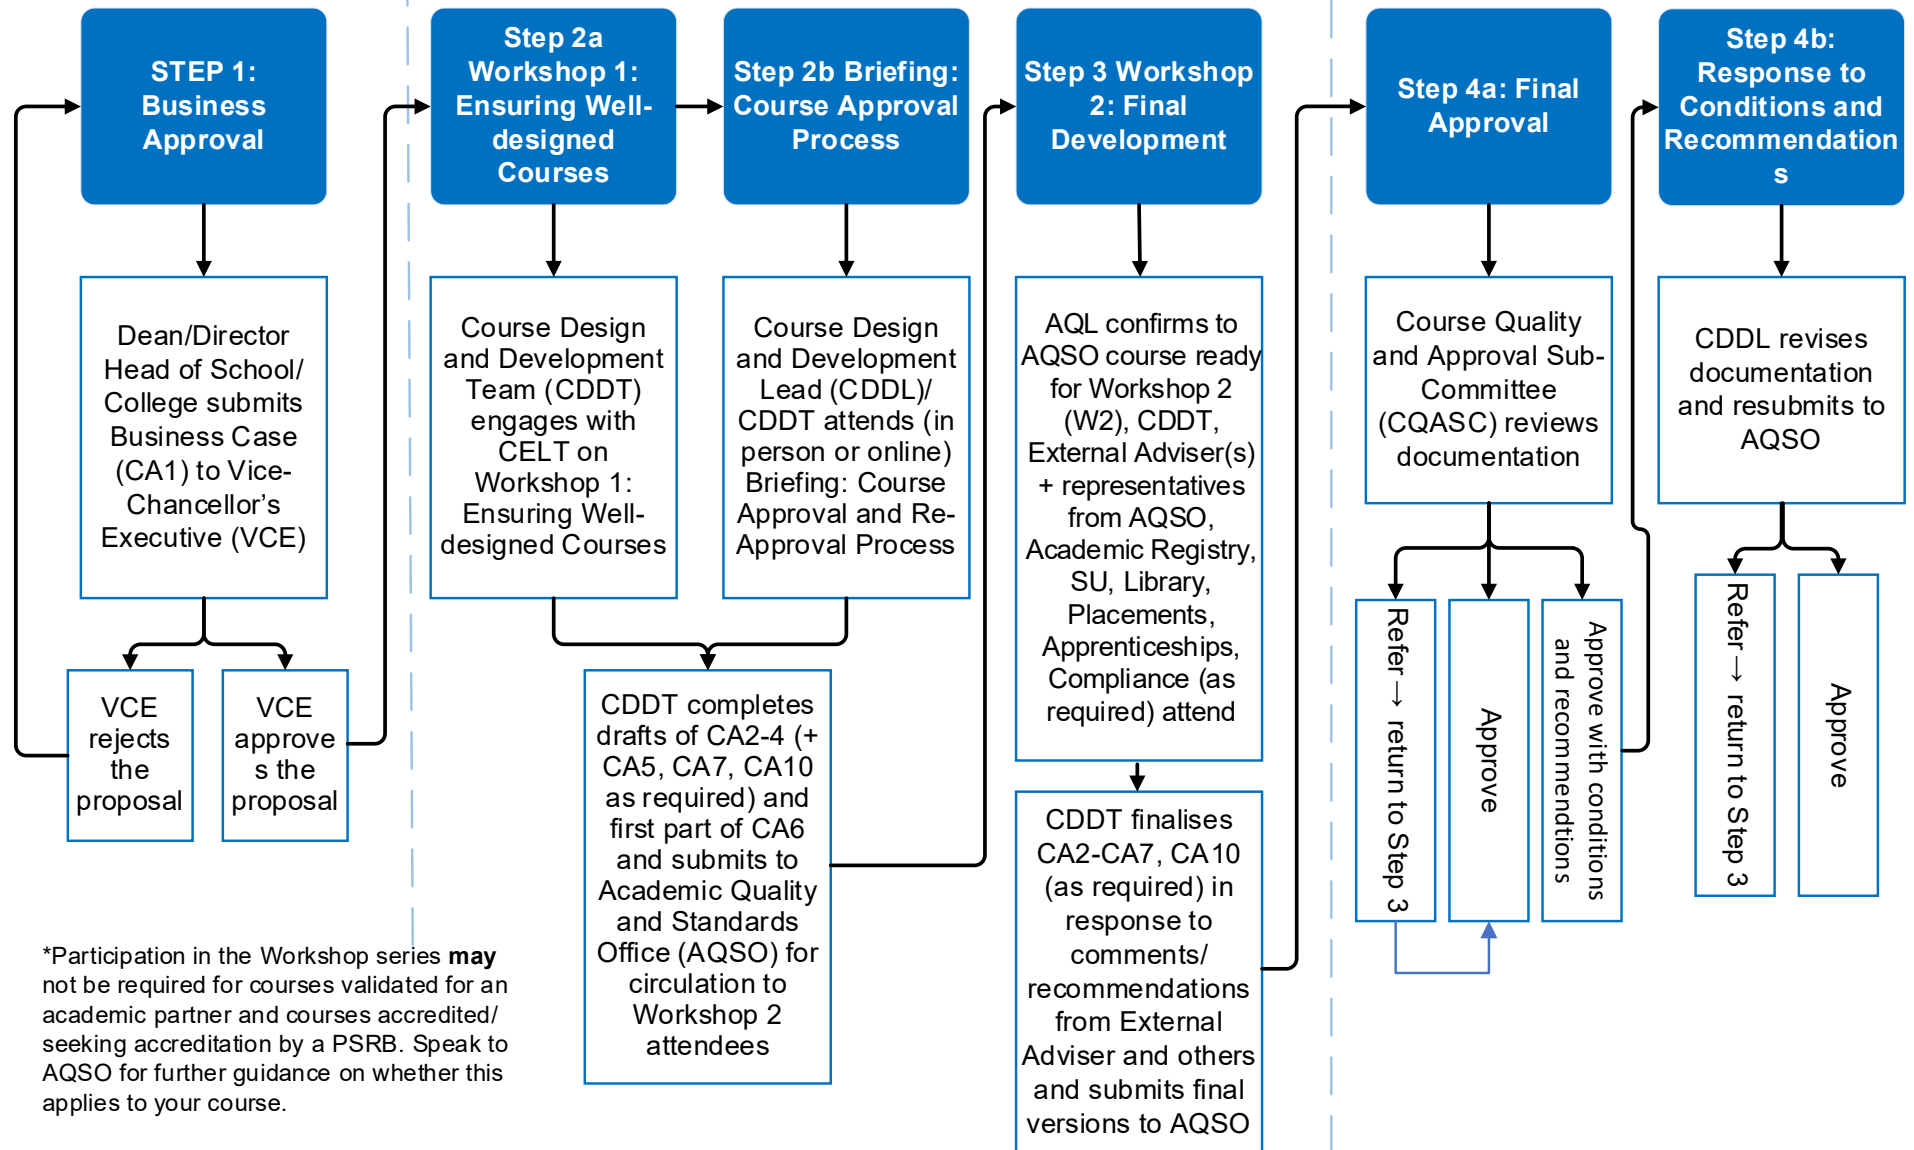 STEP 1:
Business
Approval
Step 2a
Workshop 1:
Ensuring Well-
designed
Courses
Step 2b Briefing:
Course Approval
Process
Step 3 Workshop
2: Final
Development
Step 4a: Final
Approval
Step 4b:
Response to
Conditions and
Recommendation
s
Dean/Director
Head of School/
College submits
Business Case
(CA1) to Vice-
Chancellor’s
Executive (VCE)
VCE
rejects
the
proposal
VCE
approve
s the
proposal
Course Design
and Development
Team (CDDT)
engages with
CELT on
Workshop 1:
Ensuring Well-
designed Courses
Course Design
and Development
Lead (CDDL)/
CDDT attends (in
person or online)
Briefing: Course
Approval and Re-
Approval Process
CDDT completes
drafts of CA2-4 (+
CA5, CA7, CA10
as required) and
first part of CA6
and submits to
Academic Quality
and Standards
Office (AQSO) for
circulation to
Workshop 2
attendees
AQL confirms to
AQSO course ready
for Workshop 2
(W2), CDDT,
External Adviser(s)
+ representatives
from AQSO,
Academic Registry,
SU, Library,
Placements,
Apprenticeships,
Compliance (as
required) attend
CDDT finalises
CA2-CA7, CA10
(as required) in
response to
comments/
recommendations
from External
Adviser and others
and submits final
versions to AQSO
Course Quality
and Approval Sub-
Committee
(CQASC) reviews
documentation
Refer → return to Step 3
Approve
Approve with conditions
and recommendtions
CDDL revises
documentation
and resubmits to
AQSO
Refer → return to Step 3
Approve
*Participation in the Workshop series may
not be required for courses validated for an
academic partner and courses accredited/
seeking accreditation by a PSRB. Speak to
AQSO for further guidance on whether this
applies to your course.